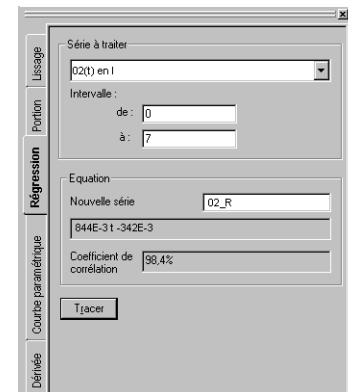 Lissage
Portion
Régression
Courbe paramétrique
Dérivée
Série à traiter
02(t) en l
Intervalle :
de : 0
à : 7
Equation
Nouvelle série 02_R
844E-3 t -342E-3
Coefficient de
corrélation 98,4%
Tracer